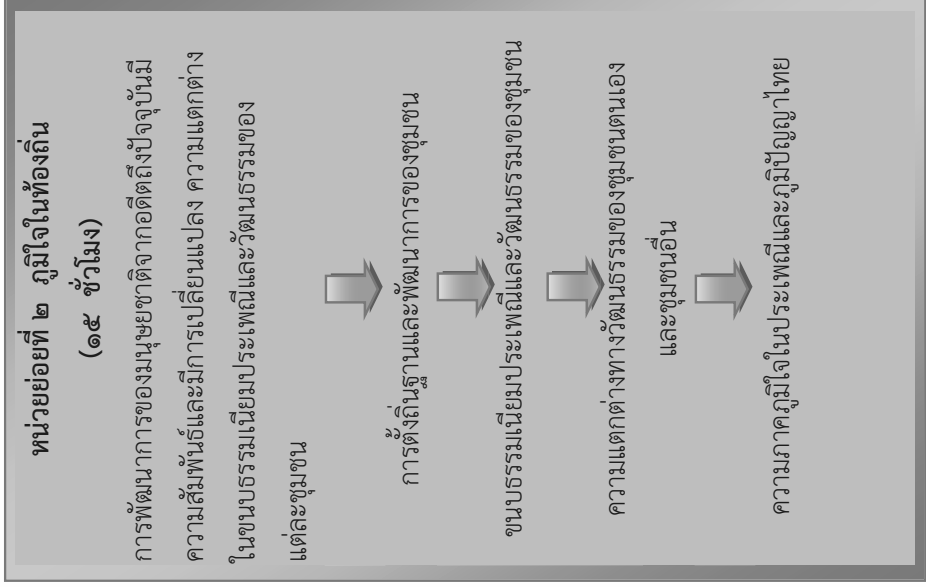 หน่วยย่อยที่ ๒ ภูมิใจในท้องถิ่น
(๑๕ ชั่วโมง)
การพัฒนาการของมนุษยชาติจากอดีตถึงปัจจุบันมี
ความสัมพันธ์และมีการเปลี่ยนแปลง ความแตกต่าง
ในขนบธรรมเนียมประเพณีและวัฒนธรรมของ
แต่ละชุมชน
การตั้งถิ่นฐานและพัฒนาการของชุมชน
ขนบธรรมเนียมประเพณีและวัฒนธรรมของชุมชน
ความแตกต่างทางวัฒนธรรมของชุมชนตนเอง
และชุมชนอื่น
ความภาคภูมิใจในประเพณีและภูมิปัญญาไทย